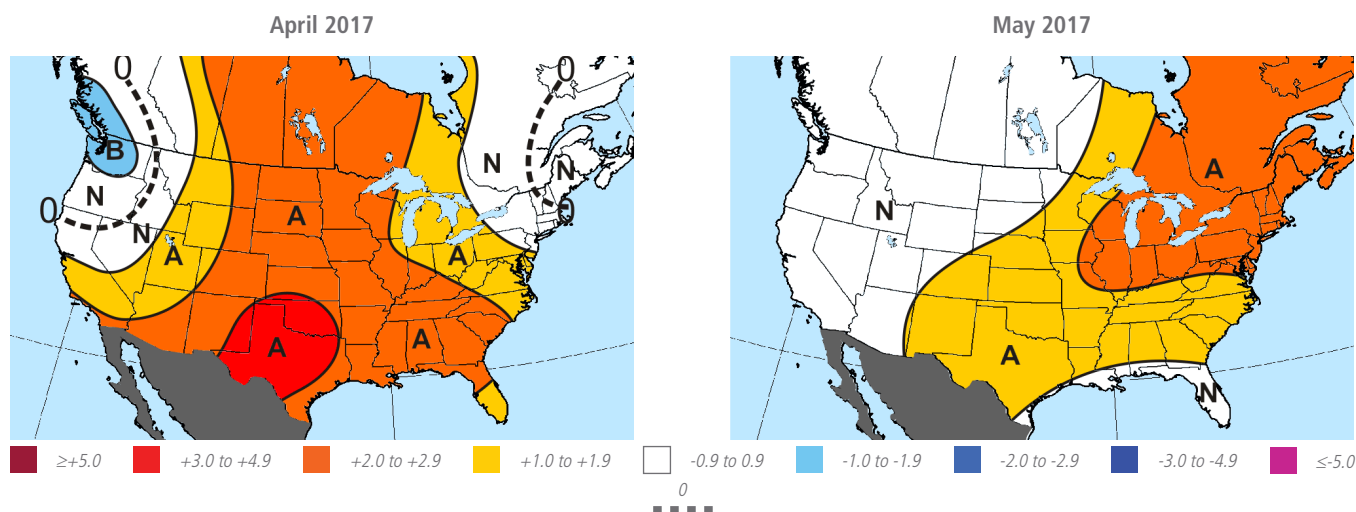 April 2017
May 2017
0
0
B
N
A
N
N
0
A
0
N
A
A
A
A
A
N
A
N
≥+5.0
+3.0 to +4.9
+2.0 to +2.9
+1.0 to +1.9
-0.9 to 0.9
-1.0 to -1.9
-2.0 to -2.9
-3.0 to -4.9
≤-5.0
0